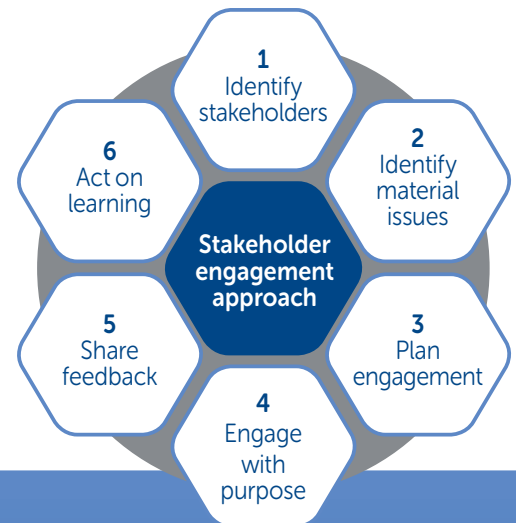 1
Identify
stakeholders
2
Identify
material
issues
3
Plan
engagement
4
Engage
with
purpose
5
Share
feedback
6
Act on
learning
Stakeholder
engagement
approach